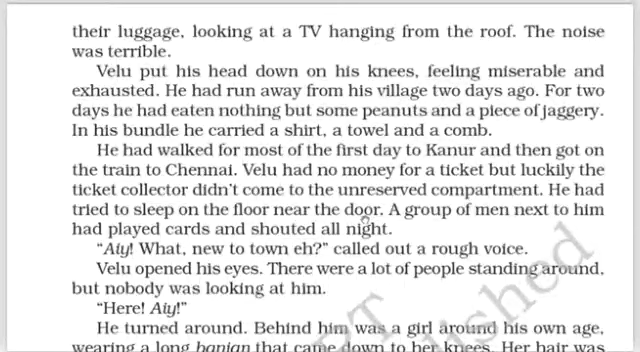 their luggage, looking at a TV hanging from the roof. The noise
was terrible.
Velu put his head down on his knees, feeling miserable and
exhausted. He had run away from his village two days ago. For two
days he had eaten nothing but some peanuts and a piece of jaggery.
In his bundle he carried a shirt, a towel and a comb.
He had walked for most of the first day to Kanur and then got on
the train to Chennai. Velu had no money for a ticket but luckily the
ticket collector didn't come to the unreserved compartment. He had
tried to sleep on the floor near the door. A group of men next to him
had played cards and shouted all night.
"Aiy! What, new to town eh?" called out a rough voice.
Velu opened his eyes. There were a lot of people standing around,
but nobody was looking at him.
"Here! Aiy!"
He turned around. Behind him was a girl around his own age,
wearing a long banian that came down to her knees. Her hair was